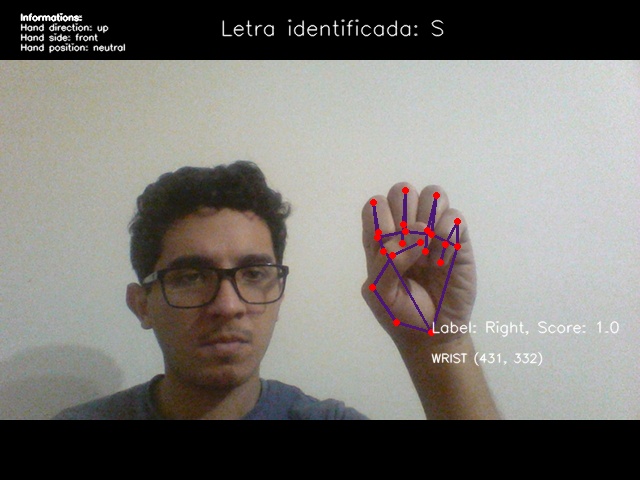 Informations:
Hand direction: up
Hand side: front
Hand position: neutral
Letra identificada: S
Label: Right, Score: 1.0
WRIST (431, 332)